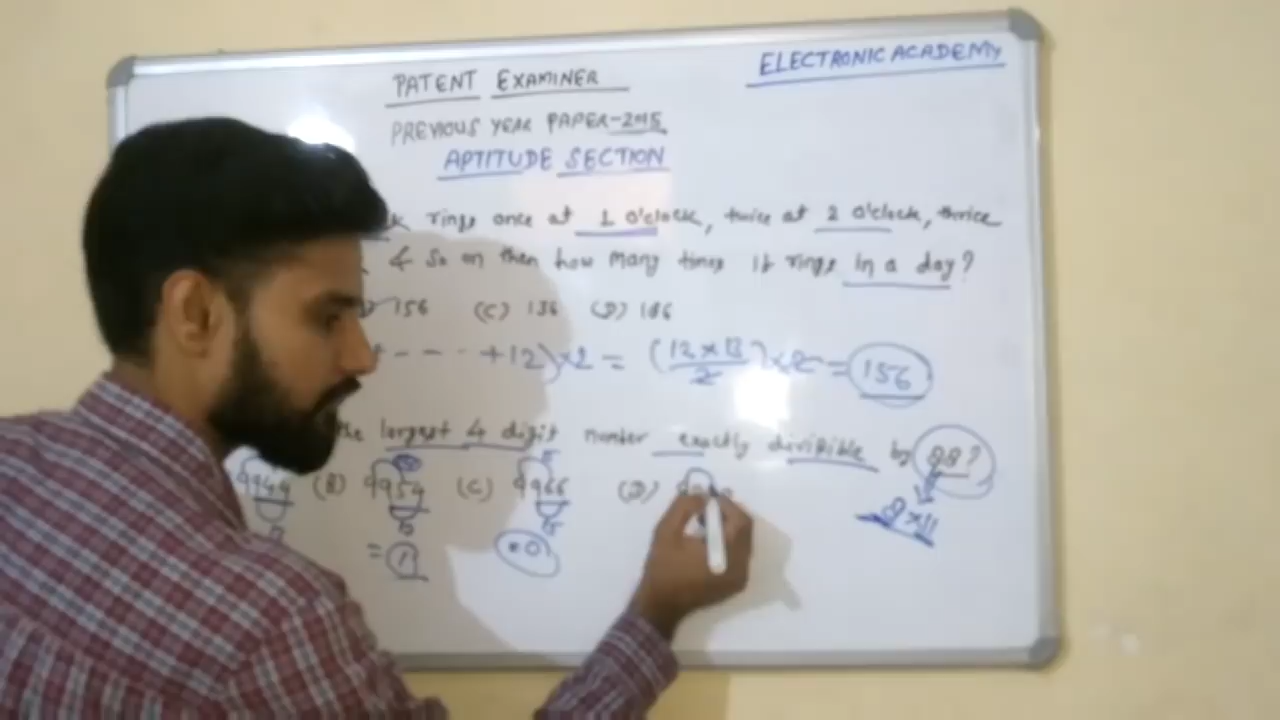 ELECTRONIC ACADEMY
PATENT EXAMINER
PREVIOUS YEAR PAPER-2015
APTITUDE SECTION
rings once at 1 O'clock, twice at 2 O'clock, thrice
& so on then how many times it rings in a day?
156 (C) 136 (D) 166
+ - - - - +12) x 2 = (12 x 13 / 2) x 2 = 156
the largest 4 digit number exactly divisible by 88?
9944 (B) 9954 (C) 9966 (D)
8 x 11
= 1
0